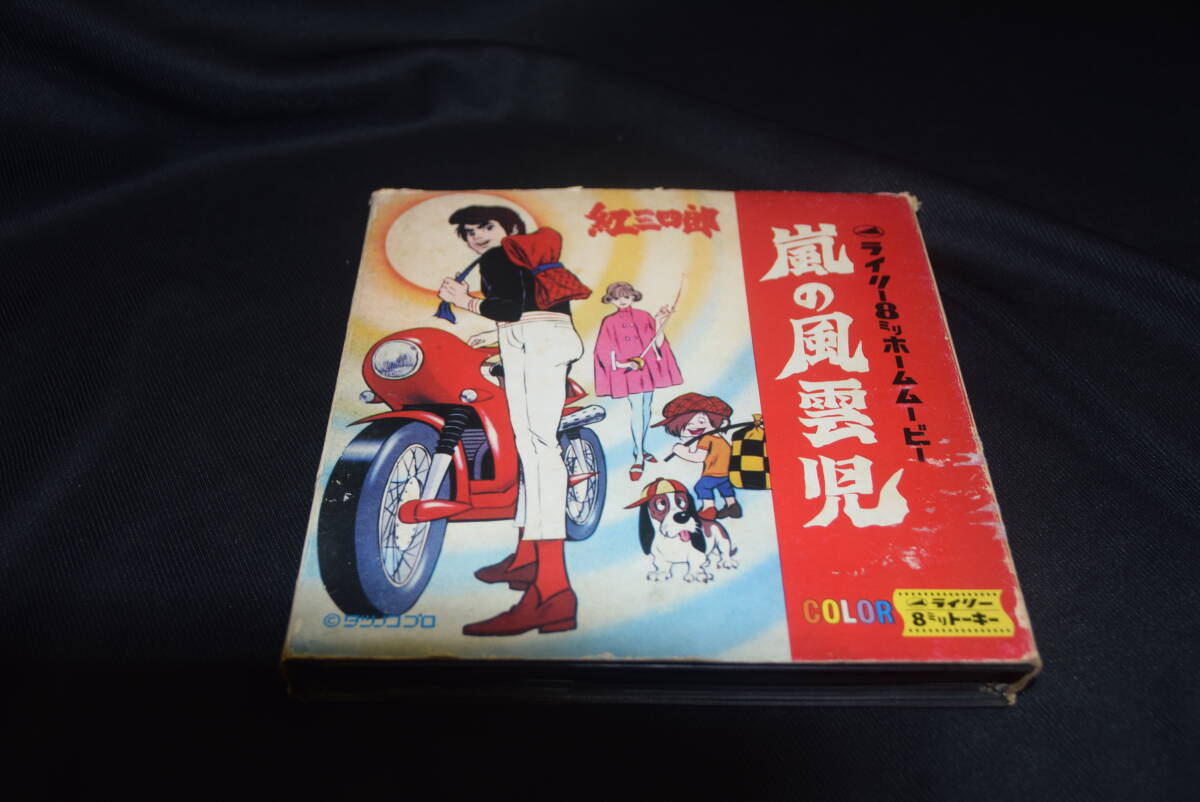 ライリー8ミリホームムービー
嵐の風雲児
紅三四郎
©タツノコプロ
COLOR
ライリー
8ミリトーキー